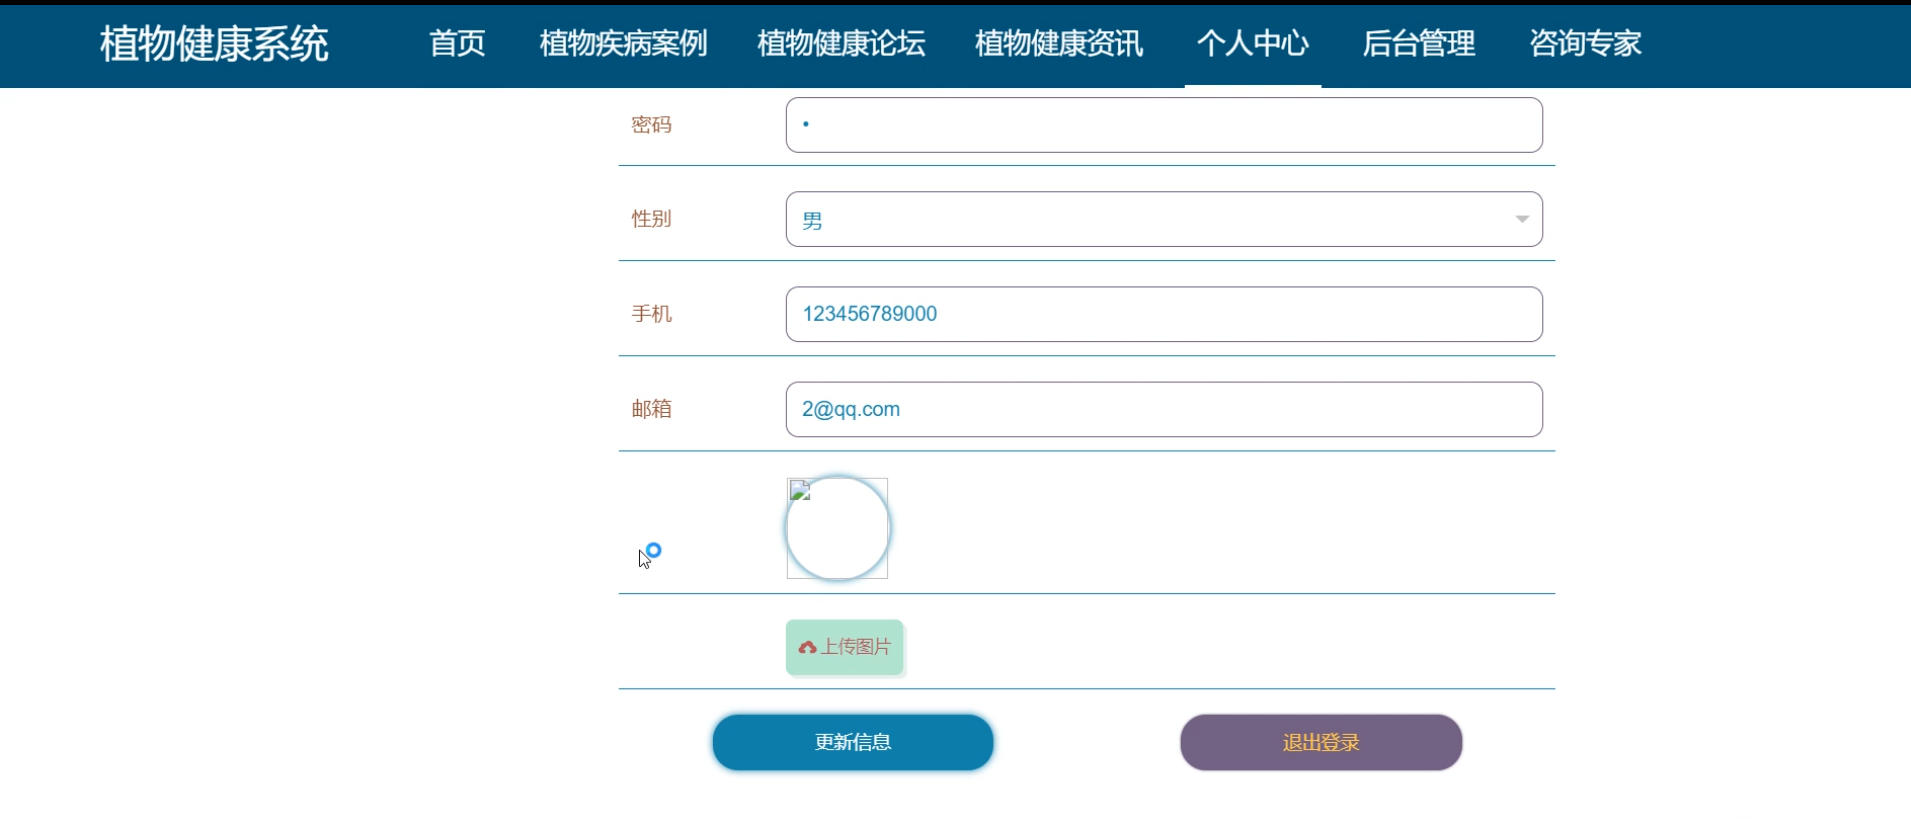 植物健康系统 首页 植物疾病案例 植物健康论坛 植物健康资讯 个人中心 后台管理 咨询专家
密码 •
性别 男
手机 123456789000
邮箱 2@qq.com
上传图片
更新信息 退出登录